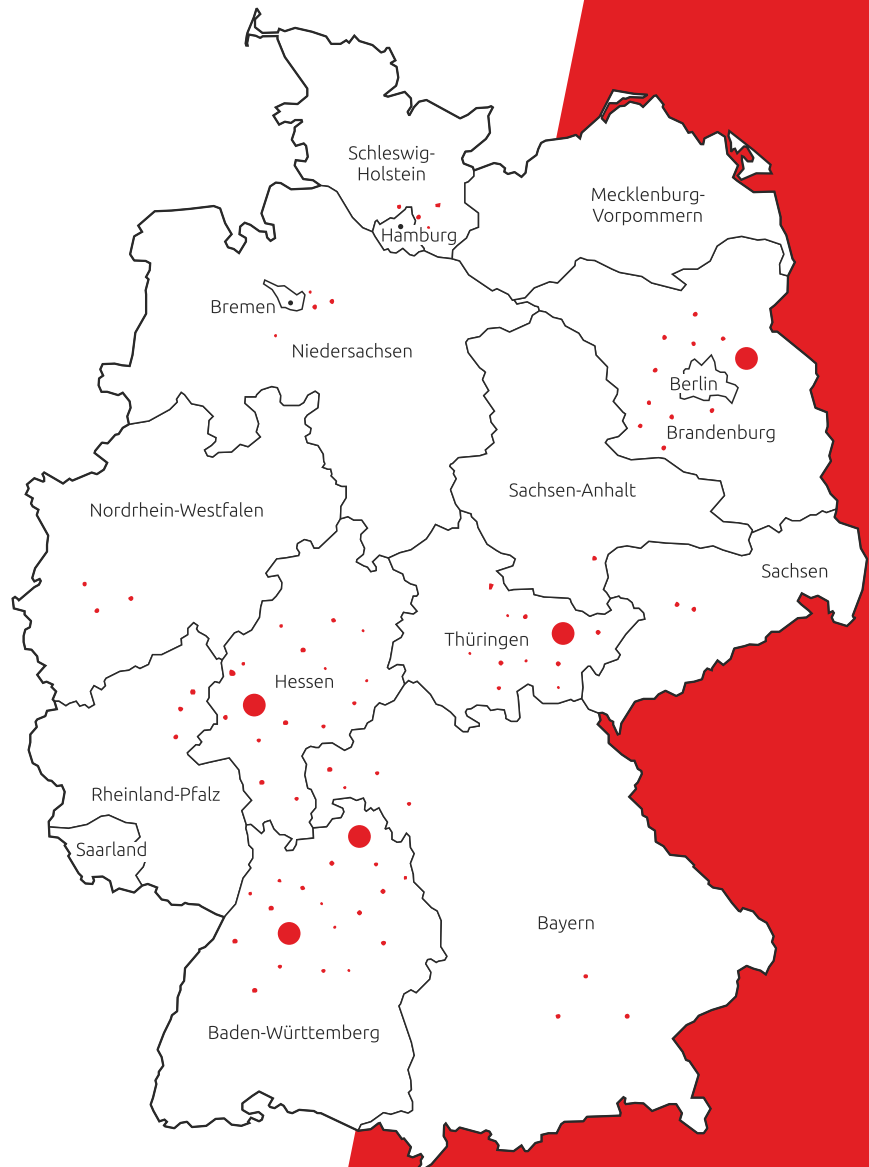 Schleswig-
Holstein
Mecklenburg-
Vorpommern
Hamburg
Bremen
Niedersachsen
Berlin
Brandenburg
Sachsen-Anhalt
Nordrhein-Westfalen
Sachsen
Thüringen
Hessen
Rheinland-Pfalz
Saarland
Bayern
Baden-Württemberg